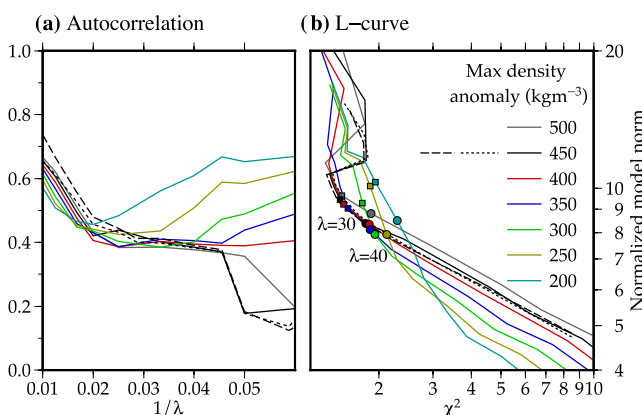 (a) Autocorrelation
(b) L−curve
1.0
0.8
0.6
0.4
0.2
0.0
0.01 0.02 0.03 0.04 0.05
1/λ
Max density
anomaly (kgm⁻³)
500
450
400
350
300
250
200
λ=30
λ=40
2 3 4 5 6 7 8 9 10
χ²
20
10
9
8
7
6
5
4
Normalized model norm